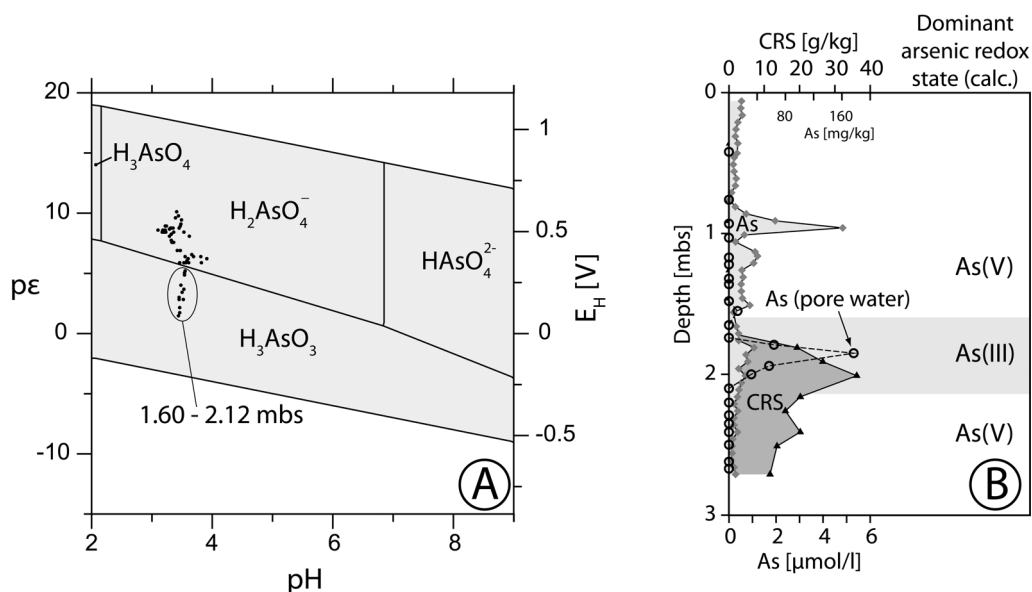 20
10
0
-10
pε
2
4
6
8
pH
1
0.5
0
-0.5
E_H [V]
H₃AsO₄
H₂AsO₄⁻
HAsO₄²⁻
H₃AsO₃
1.60 - 2.12 mbs
A
CRS [g/kg]
0 10 20 30 40
80 160
As [mg/kg]
Dominant
arsenic redox
state (calc.)
0
1
2
3
Depth [mbs]
As
As(V)
As (pore water)
As(III)
CRS
As(V)
B
0 2 4 6
As [μmol/l]